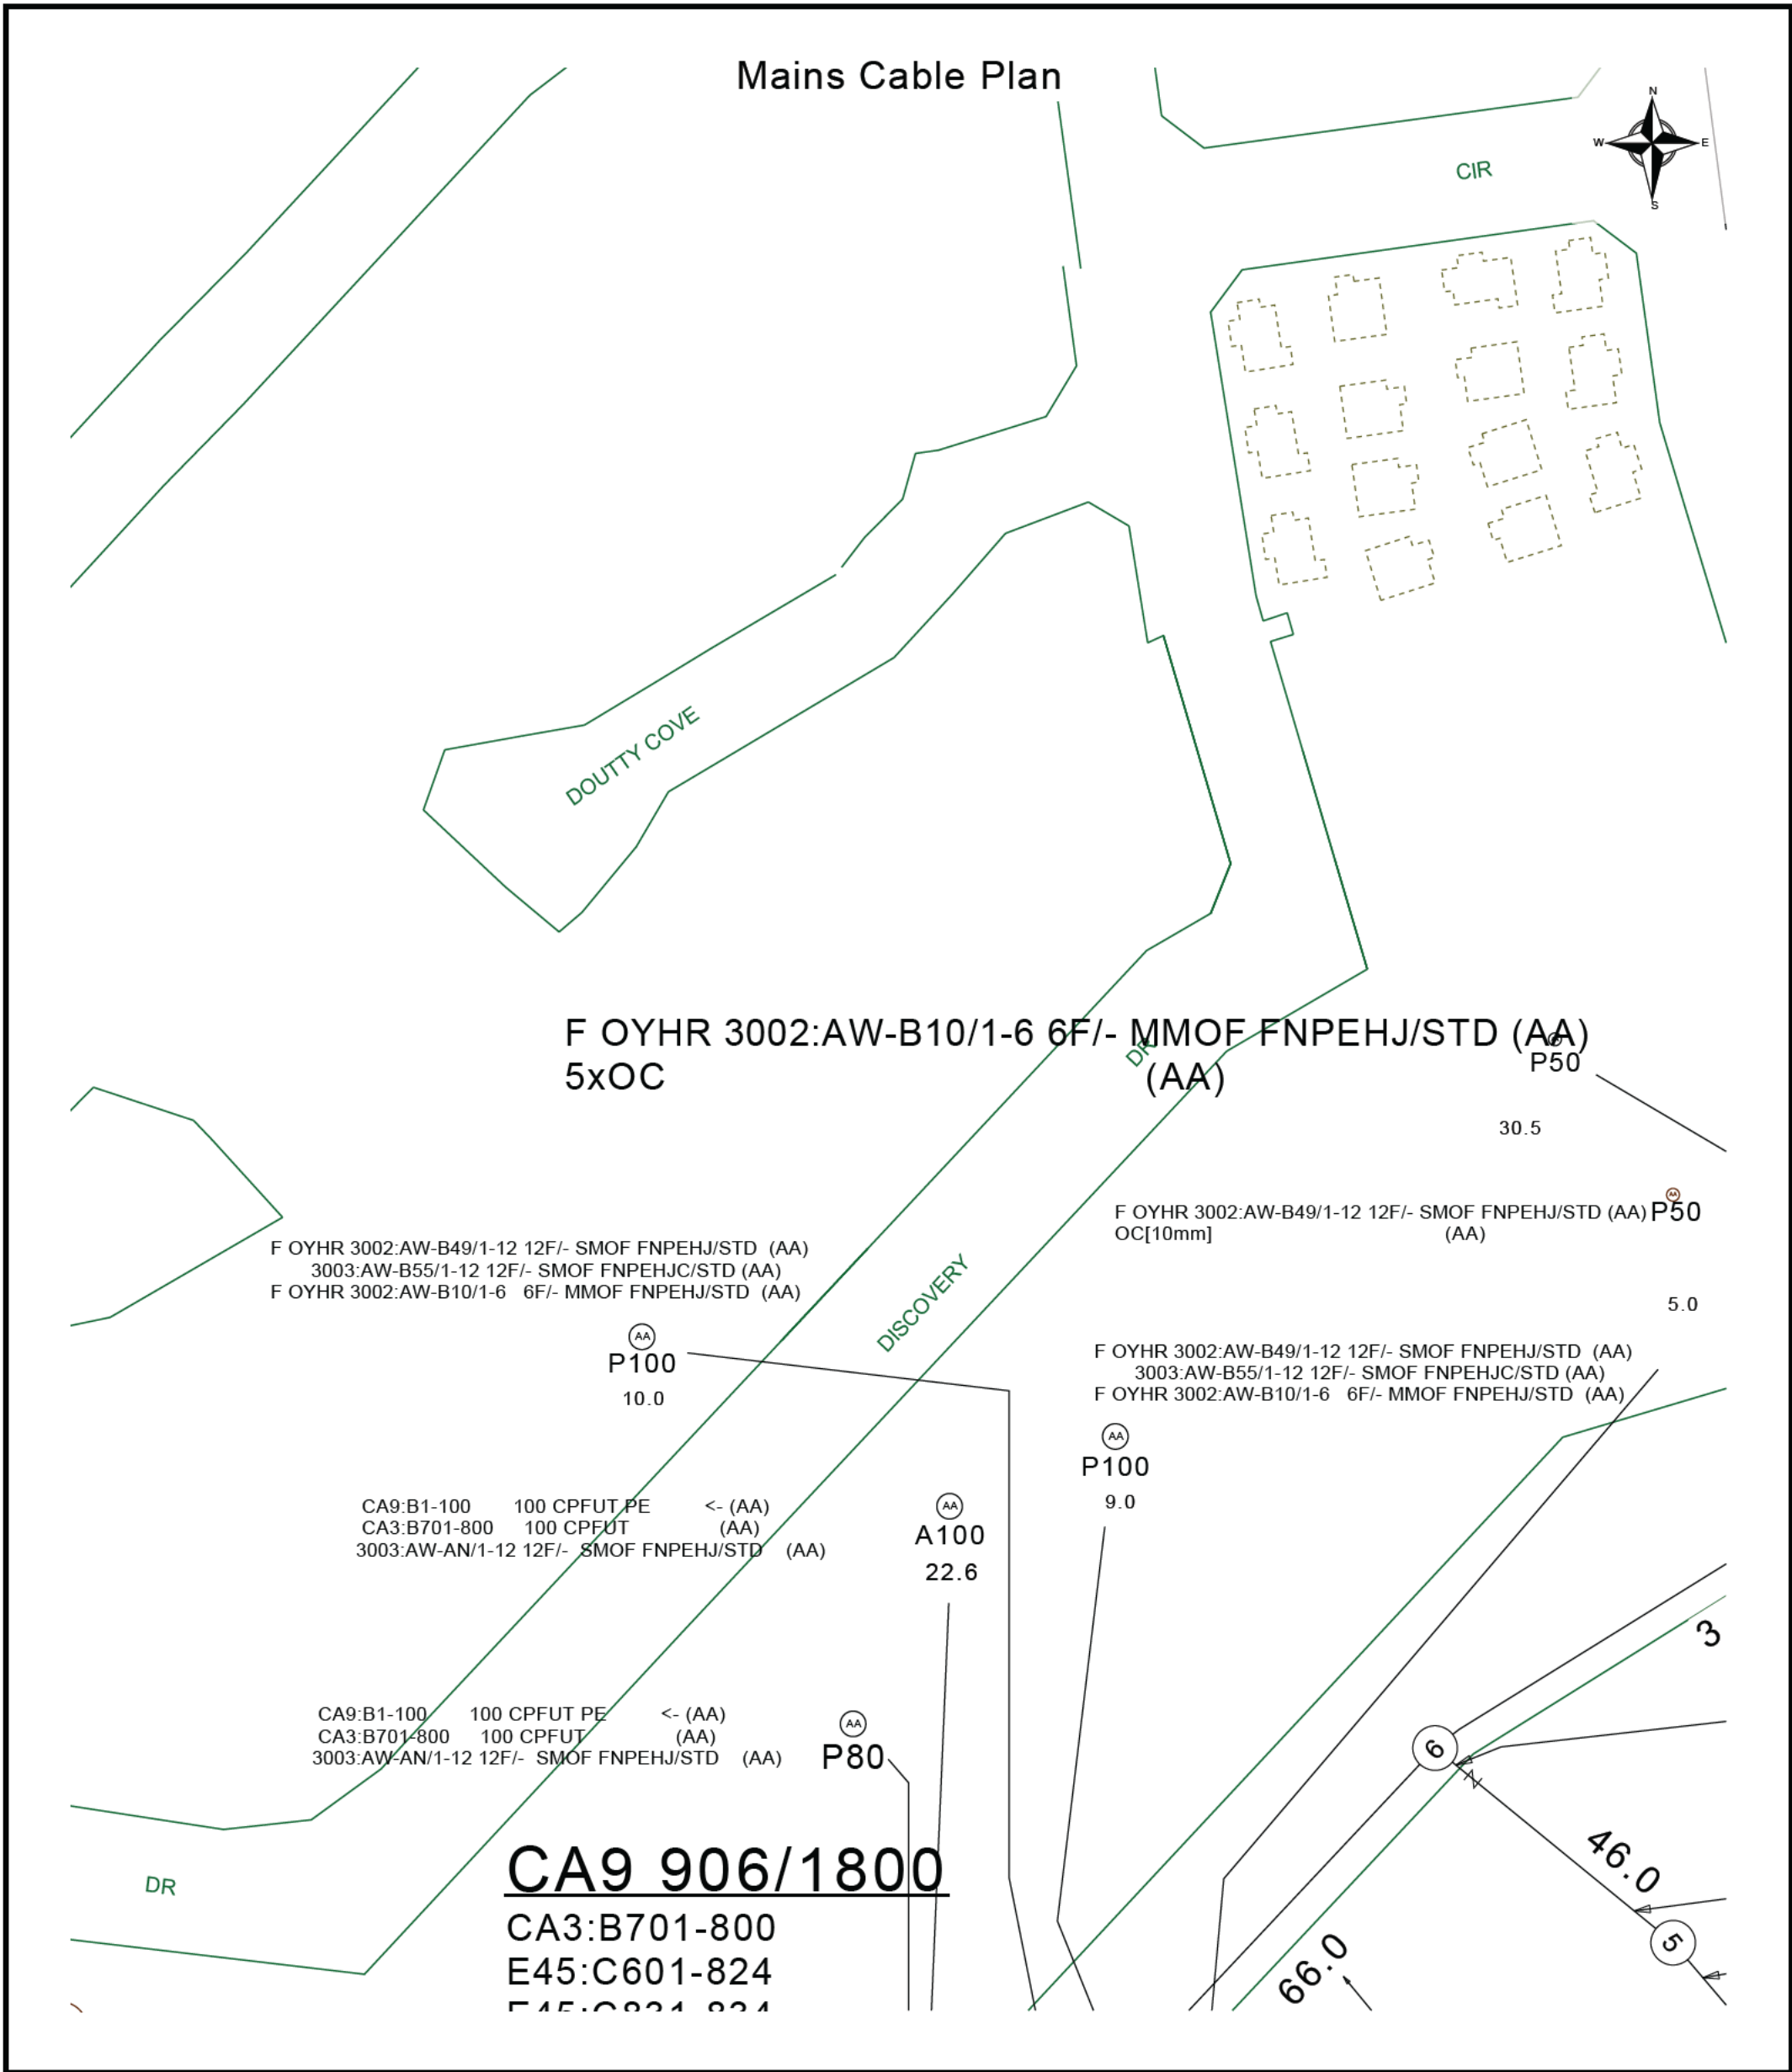 Mains Cable Plan
N
W
E
S
CIR
DOUTTY COVE
F OYHR 3002:AW-B10/1-6 6F/- MMOF FNPEHJ/STD (AA)
5xOC (AA)
DR
P50
30.5
F OYHR 3002:AW-B49/1-12 12F/- SMOF FNPEHJ/STD (AA)
OC[10mm] (AA)
AA
P50
5.0
F OYHR 3002:AW-B49/1-12 12F/- SMOF FNPEHJ/STD (AA)
3003:AW-B55/1-12 12F/- SMOF FNPEHJC/STD (AA)
F OYHR 3002:AW-B10/1-6 6F/- MMOF FNPEHJ/STD (AA)
AA
P100
10.0
DISCOVERY
F OYHR 3002:AW-B49/1-12 12F/- SMOF FNPEHJ/STD (AA)
3003:AW-B55/1-12 12F/- SMOF FNPEHJC/STD (AA)
F OYHR 3002:AW-B10/1-6 6F/- MMOF FNPEHJ/STD (AA)
AA
P100
9.0
CA9:B1-100 100 CPFUT PE <- (AA)
CA3:B701-800 100 CPFUT (AA)
3003:AW-AN/1-12 12F/- SMOF FNPEHJ/STD (AA)
AA
A100
22.6
3
CA9:B1-100 100 CPFUT PE <- (AA)
CA3:B701-800 100 CPFUT (AA)
3003:AW-AN/1-12 12F/- SMOF FNPEHJ/STD (AA)
AA
P80
6
46.0
5
66.0
DR
CA9 906/1800
CA3:B701-800
E45:C601-824